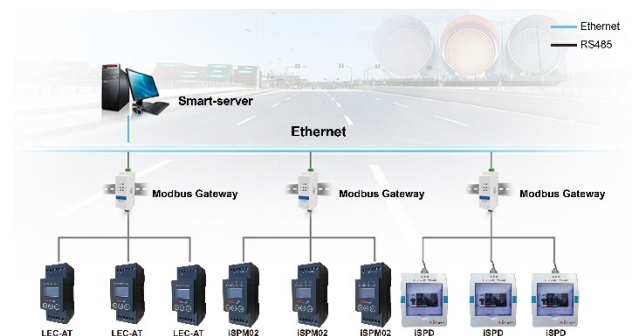 Ethernet
RS485
Smart-server
Ethernet
Modbus Gateway
Modbus Gateway
Modbus Gateway
LEC-AT
LEC-AT
LEC-AT
iSPM02
iSPM02
iSPM02
iSPD
iSPD
iSPD